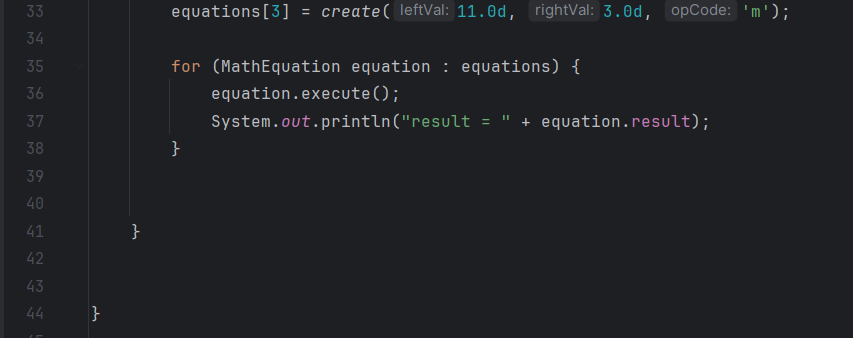 33 equations[3] = create( leftVal: 11.0d, rightVal: 3.0d, opCode: 'm');
34
35 for (MathEquation equation : equations) {
36 equation.execute();
37 System.out.println("result = " + equation.result);
38 }
39
40
41 }
42
43
44 }